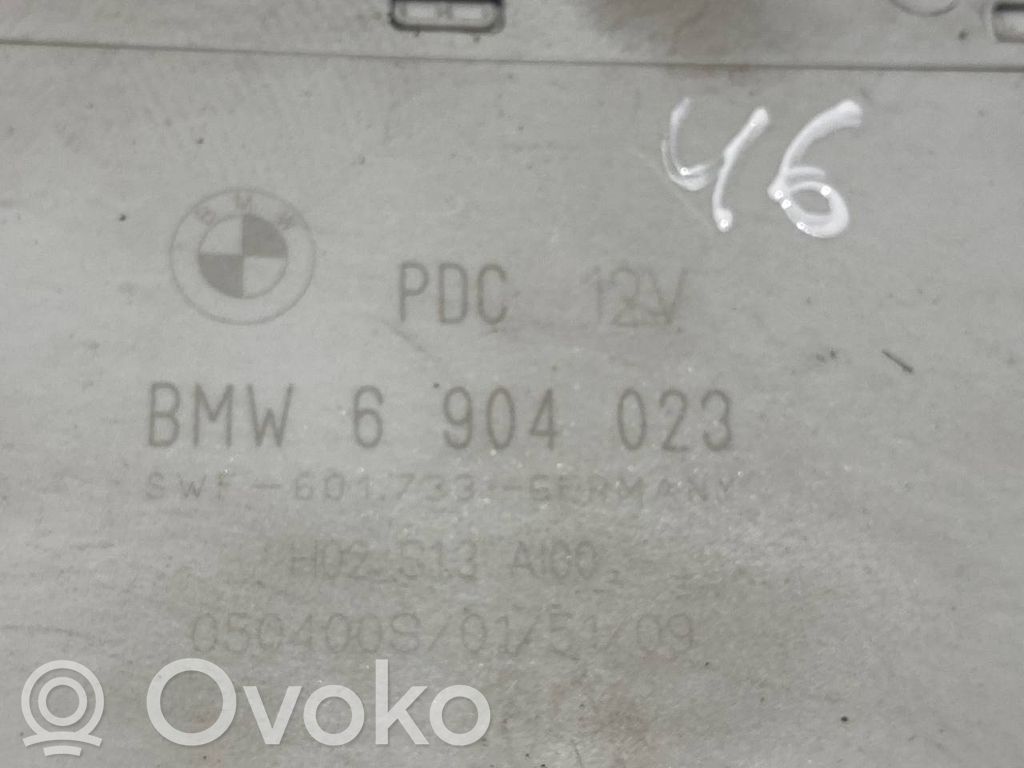 46
BMW
PDC 12V
BMW 6 904 023
SWF-601.733-GERMANY
H02 S13 AI00
050400S/01/51/09
Ovoko